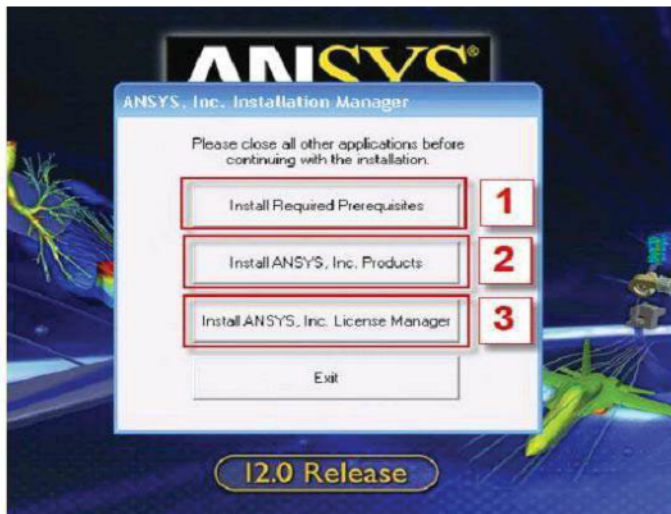 ANSYS®
ANSYS, Inc. Installation Manager
Please close all other applications before
continuing with the installation.
Install Required Prerequisites
1
Install ANSYS, Inc. Products
2
Install ANSYS, Inc. License Manager
3
Exit
12.0 Release